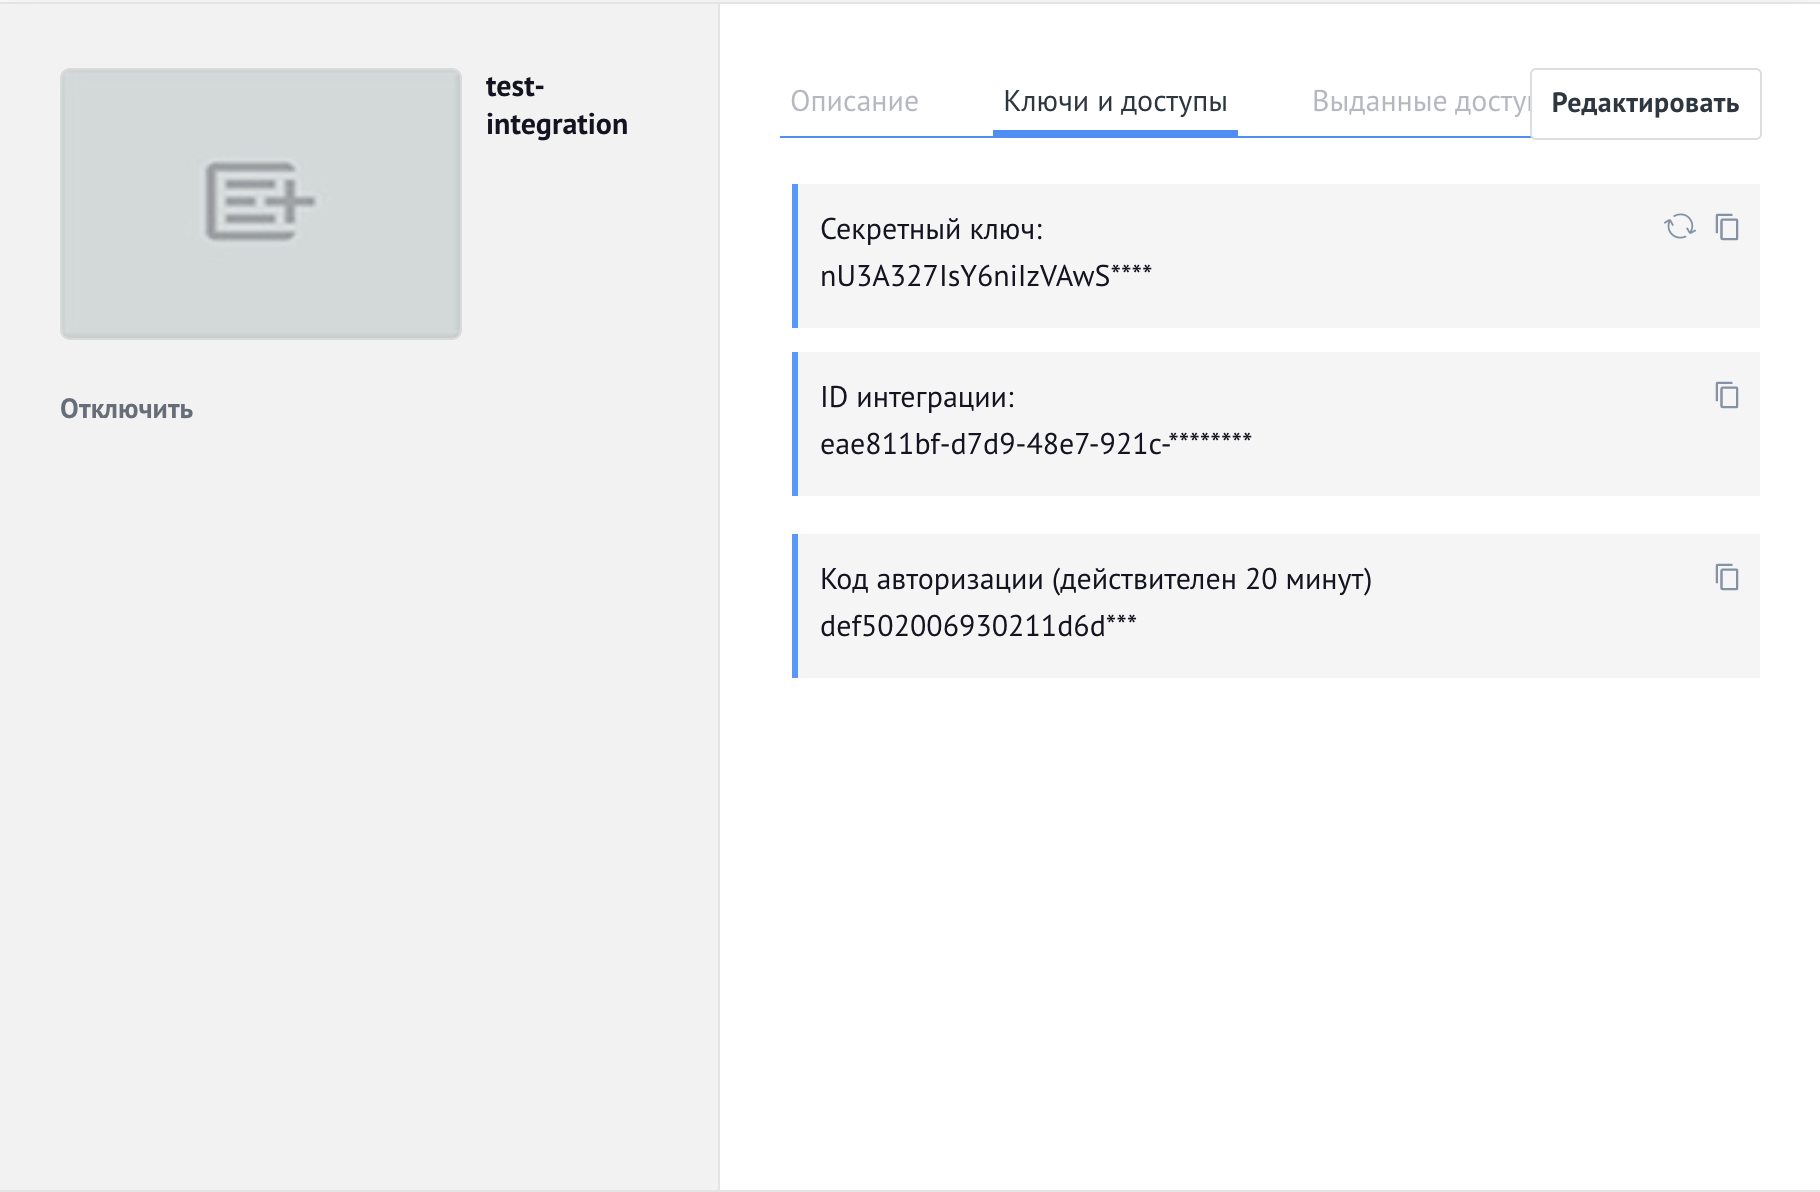 test-
integration
Отключить
Описание
Ключи и доступы
Выданные досту
Редактировать
Секретный ключ:
nU3A327IsY6niIzVAwS****
ID интеграции:
eae811bf-d7d9-48e7-921c-********
Код авторизации (действителен 20 минут)
def502006930211d6d***